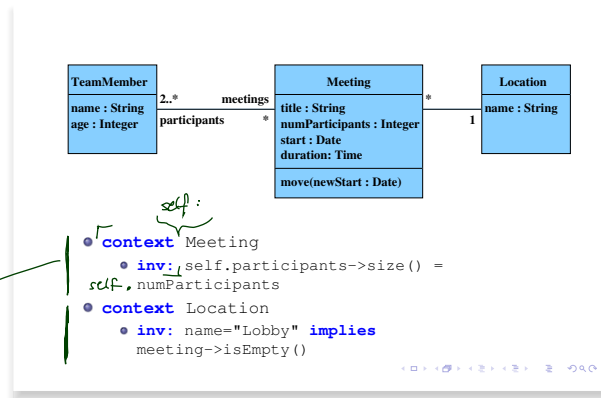 TeamMember
name : String
age : Integer
2..*
participants
meetings
*
Meeting
title : String
numParticipants : Integer
start : Date
duration: Time
move(newStart : Date)
*
1
Location
name : String
self :
context Meeting
inv: self.participants->size() =
self. numParticipants
context Location
inv: name="Lobby" implies
meeting->isEmpty()